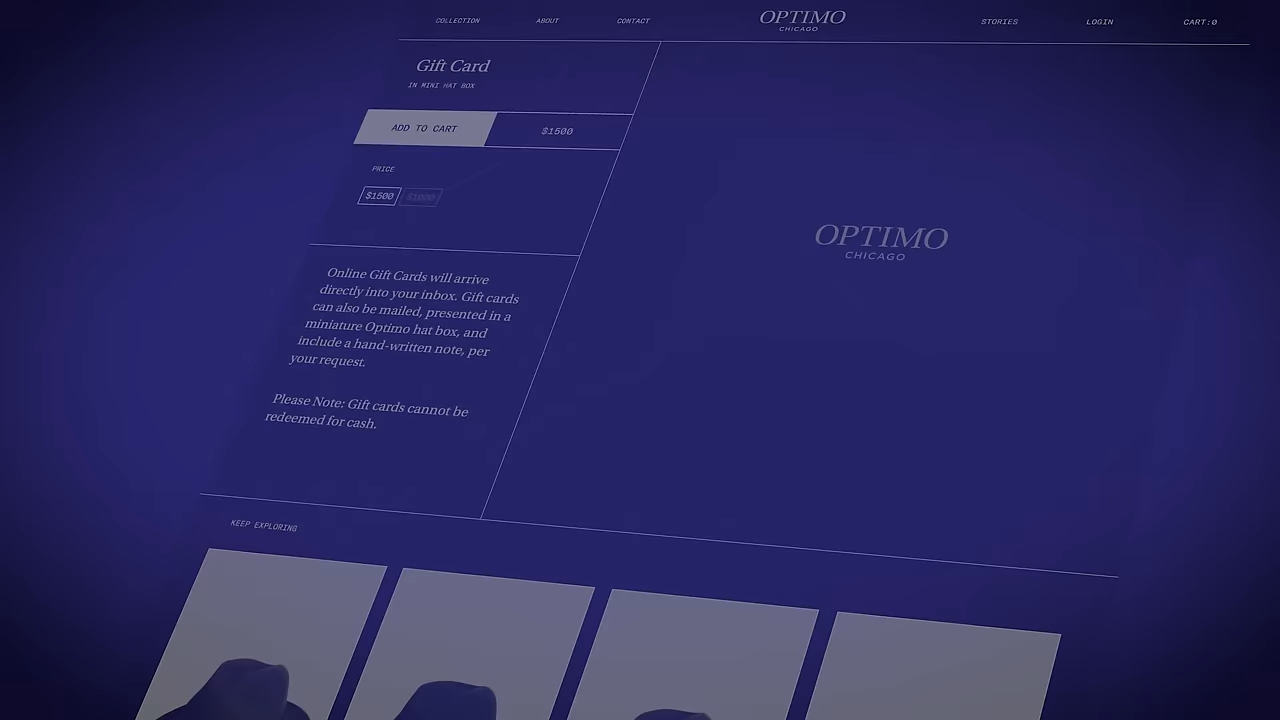 COLLECTION ABOUT CONTACT OPTIMO STORIES LOGIN CART:0
CHICAGO
Gift Card
IN MINI HAT BOX
ADD TO CART $1500
PRICE
$1500 $1000
Online Gift Cards will arrive
directly into your inbox. Gift cards
can also be mailed, presented in a
miniature Optimo hat box, and
include a hand-written note, per
your request.
Please Note: Gift cards cannot be
redeemed for cash.
OPTIMO
CHICAGO
KEEP EXPLORING